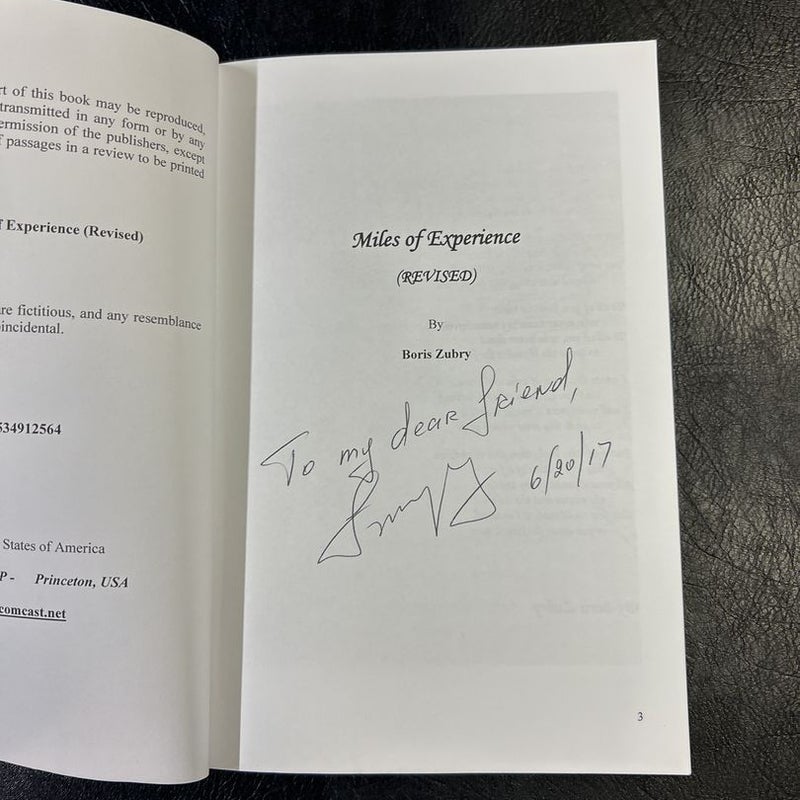 rt of this book may be reproduced,
transmitted in any form or by any
ermission of the publishers, except
f passages in a review to be printed
f Experience (Revised)
re fictitious, and any resemblance
oincidental.
534912564
States of America
P - Princeton, USA
comcast.net
Miles of Experience
(REVISED)
By
Boris Zubry
To my dear friend,
6/20/17
3